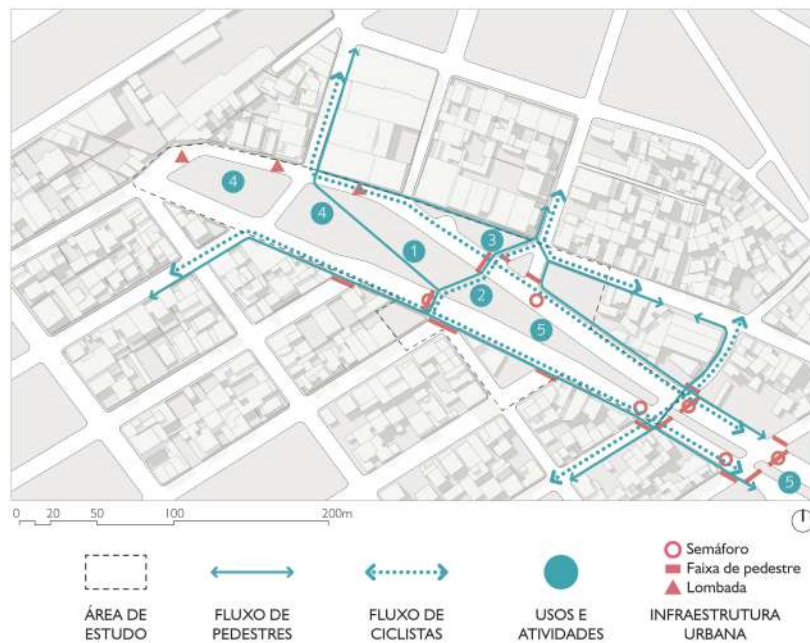 4
4
3
1
2
5
5
0 20 50 100 200m
Semáforo
Faixa de pedestre
Lombada
ÁREA DE
ESTUDO
FLUXO DE
PEDESTRES
FLUXO DE
CICLISTAS
USOS E
ATIVIDADES
INFRAESTRUTURA
URBANA